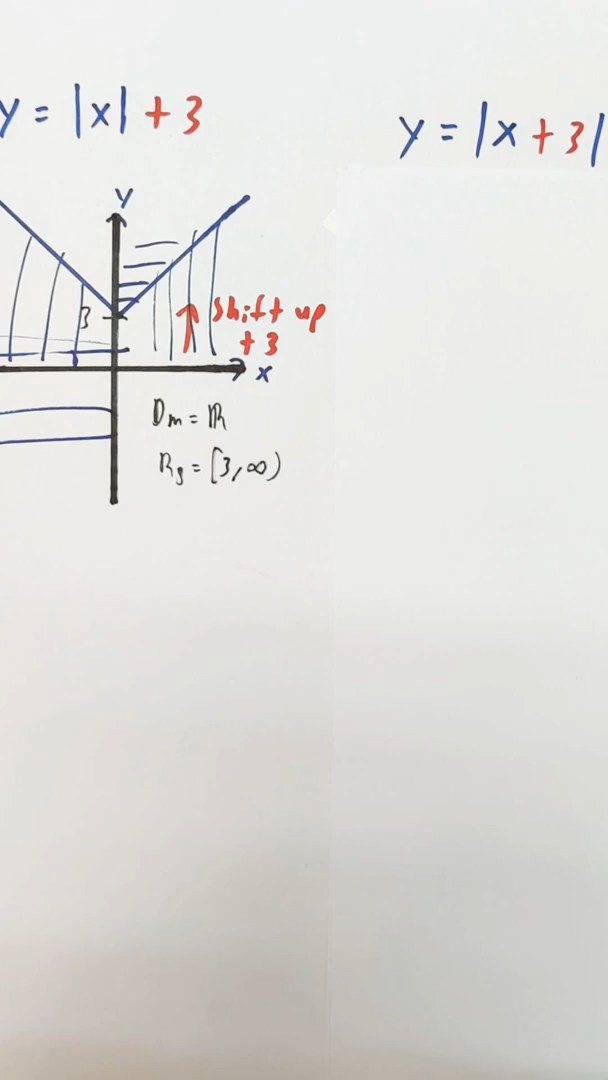 y = |x| + 3
y = |x + 3|
y
3
shift up
+ 3
x
Dm = ℝ
Rg = [3, ∞)